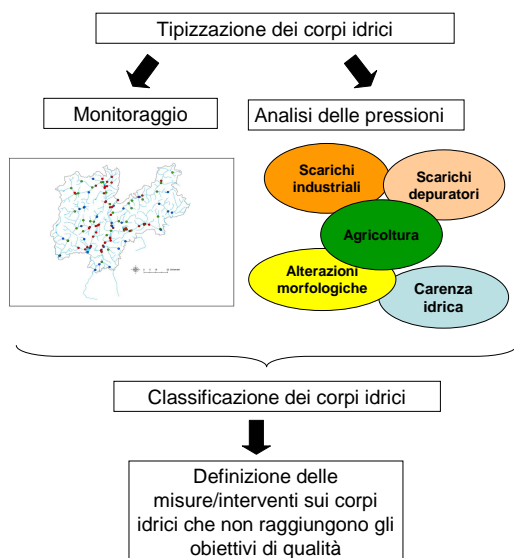 Tipizzazione dei corpi idrici
Monitoraggio
Analisi delle pressioni
Scarichi
industriali
Scarichi
depuratori
Agricoltura
Alterazioni
morfologiche
Carenza
idrica
Classificazione dei corpi idrici
Definizione delle
misure/interventi sui corpi
idrici che non raggiungono gli
obiettivi di qualità